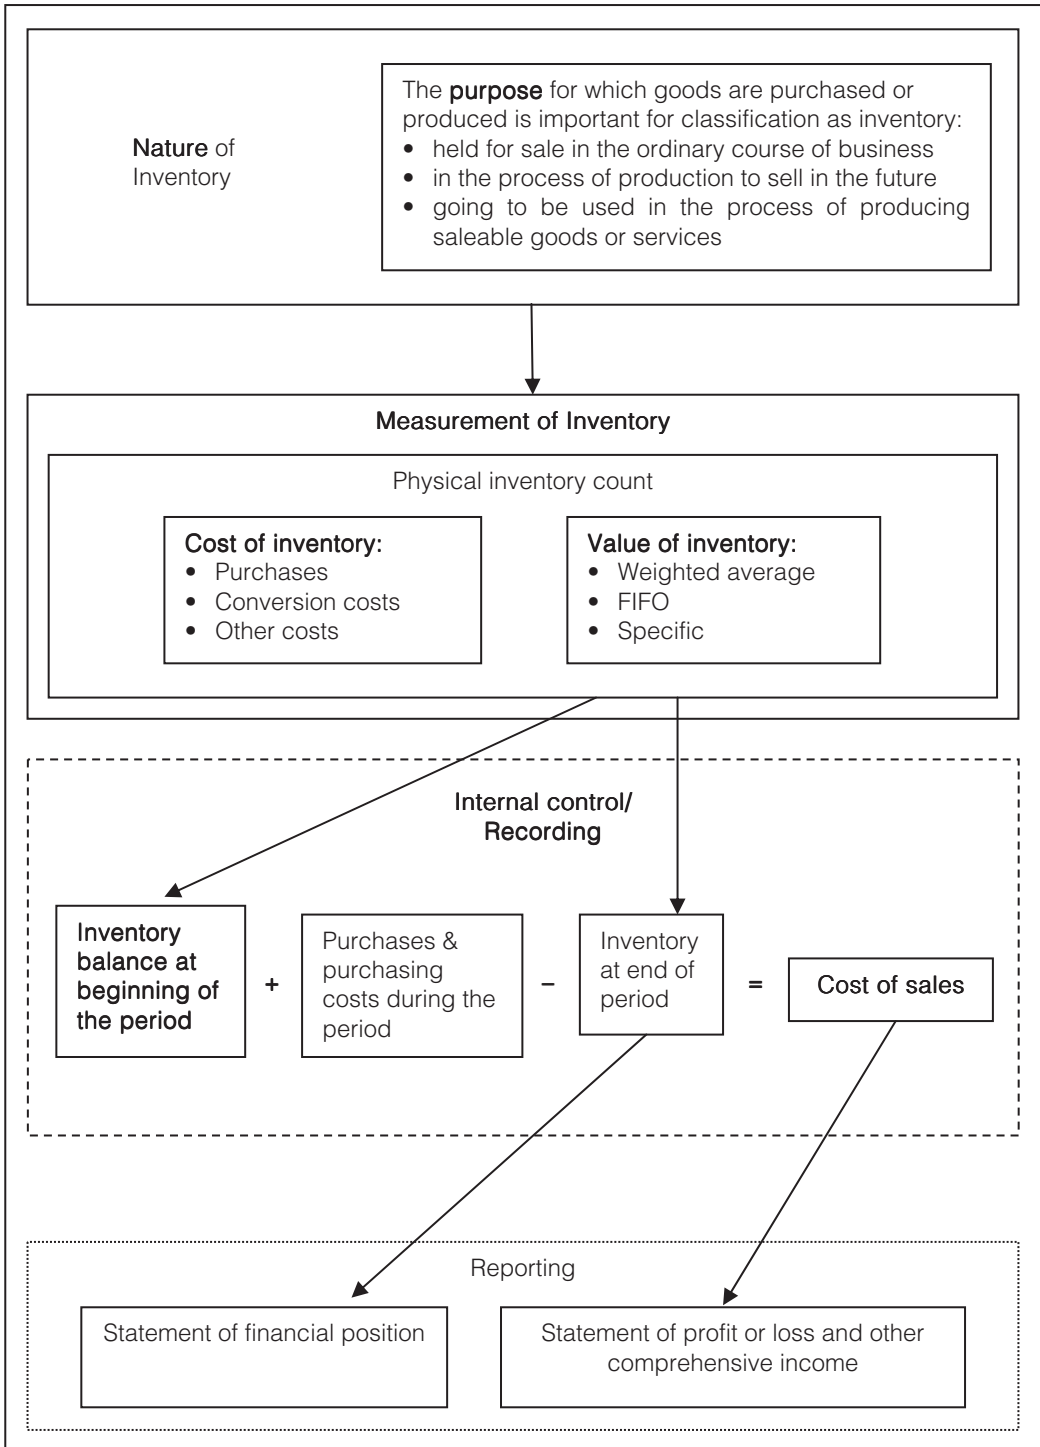 The purpose for which goods are purchased or
produced is important for classification as inventory:
Nature of
Inventory
• held for sale in the ordinary course of business
• in the process of production to sell in the future
• going to be used in the process of producing
saleable goods or services
Measurement of Inventory
Physical inventory count
Cost of inventory:
• Purchases
• Conversion costs
• Other costs
Value of inventory:
• Weighted average
• FIFO
• Specific
Internal control/
Recording
Inventory
balance at
beginning of
the period
+
Purchases &
purchasing
costs during the
period
–
Inventory
at end of
period
=
Cost of sales
Reporting
Statement of financial position
Statement of profit or loss and other
comprehensive income